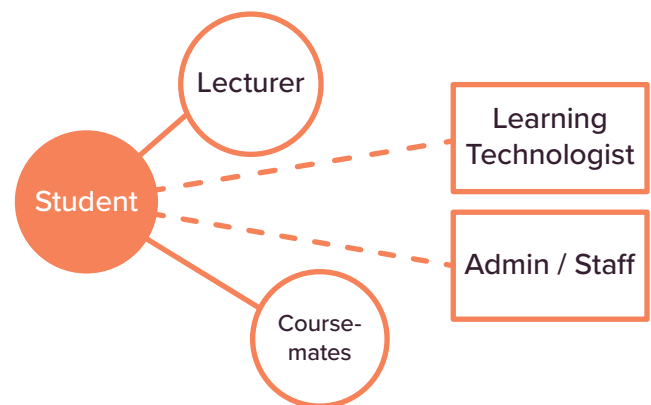 Lecturer
Learning
Technologist
Student
Admin / Staff
Course-
mates